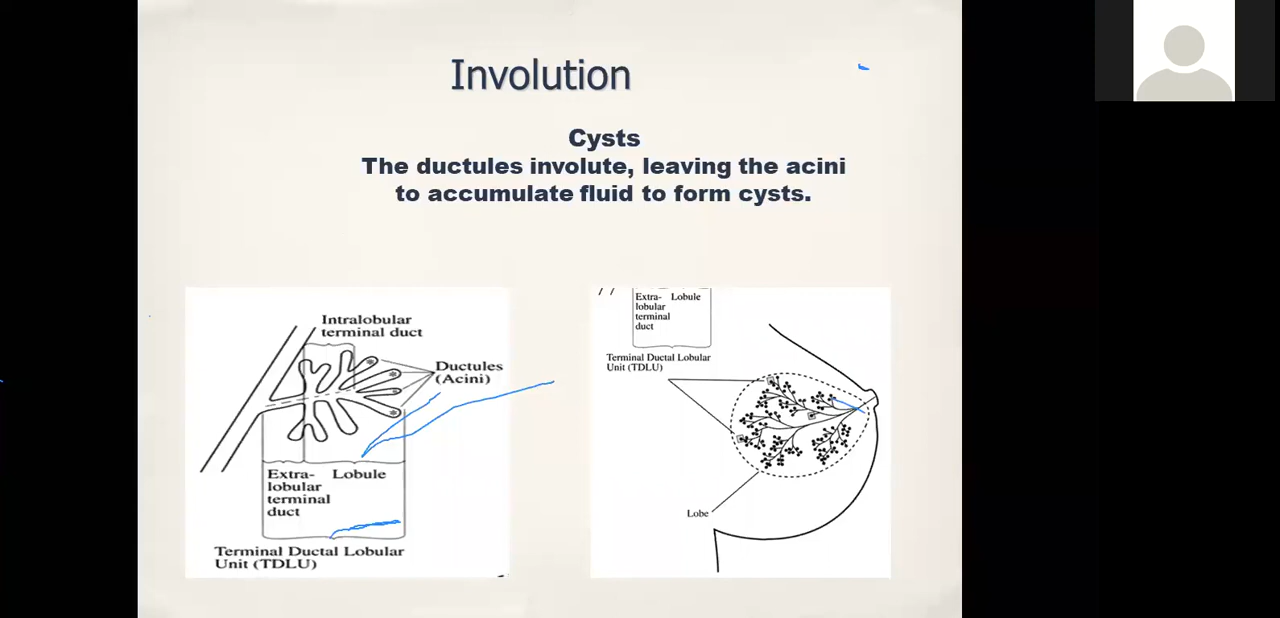 Involution
Cysts
The ductules involute, leaving the acini
to accumulate fluid to form cysts.
Intralobular
terminal duct
Ductules
(Acini)
Extra- Lobule
lobular
terminal
duct
Terminal Ductal Lobular
Unit (TDLU)
Extra- Lobule
lobular
terminal
duct
Terminal Ductal Lobular
Unit (TDLU)
Lobe